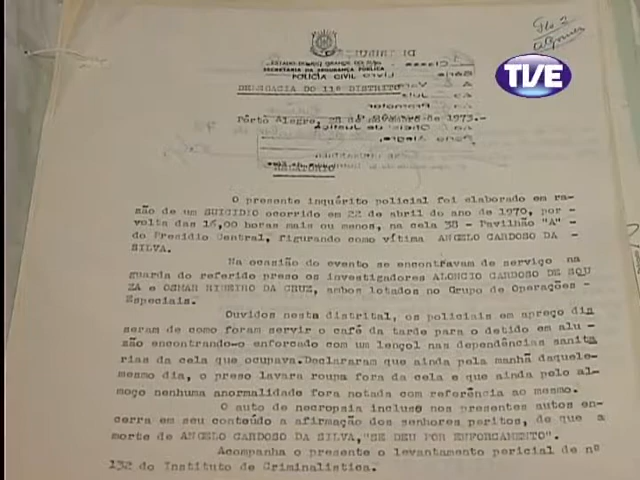 Fls 2
TVE
ESTADO DO RIO GRANDE DO SUL
SECRETARIA DA SEGURANÇA PÚBLICA
POLÍCIA CIVIL
DELEGACIA DO 11º DISTRITO
Pôrto Alegre, 28 de novembro de 1973.-
RELATÓRIO
O presente inquérito policial foi elaborado em ra-
zão de um SUICIDIO ocorrido em 22 de abril do ano de 1970, por -
volta das 16,00 horas mais ou menos, na cela 38 - Pavilhão "A" -
do Presídio Central, figurando como vítima ANGELO CARDOSO DA -
SILVA.
Na ocasião do evento se encontravam de serviço na
guarda do referido preso os investigadores ALONCIO CARDOSO DE SOU
ZA e OSMAR RIBEIRO DA CRUZ, ambos lotados no Grupo de Operações -
Especiais.
Ouvidos nesta distrital, os policiais em apreço dis
seram de como foram servir o café da tarde para o detido em alu -
zão encontrando-o enforcado com um lençol nas dependências sanitá
rias da cela que ocupava.Declararam que ainda pela manhã daquele-
mesmo dia, o preso lavara roupa fora da cela e que ainda pelo al-
moço nenhuma anormalidade fora notada com referência ao mesmo.
O auto de necropsia incluso nos presentes autos en-
cerra em seu conteúdo a afirmação dos senhores peritos, de que a
morte de ANGELO CARDOSO DA SILVA,"SE DEU POR ENFORCAMENTO".
Acompanha o presente o levantamento pericial de nº
132 do Instituto de Criminalística.